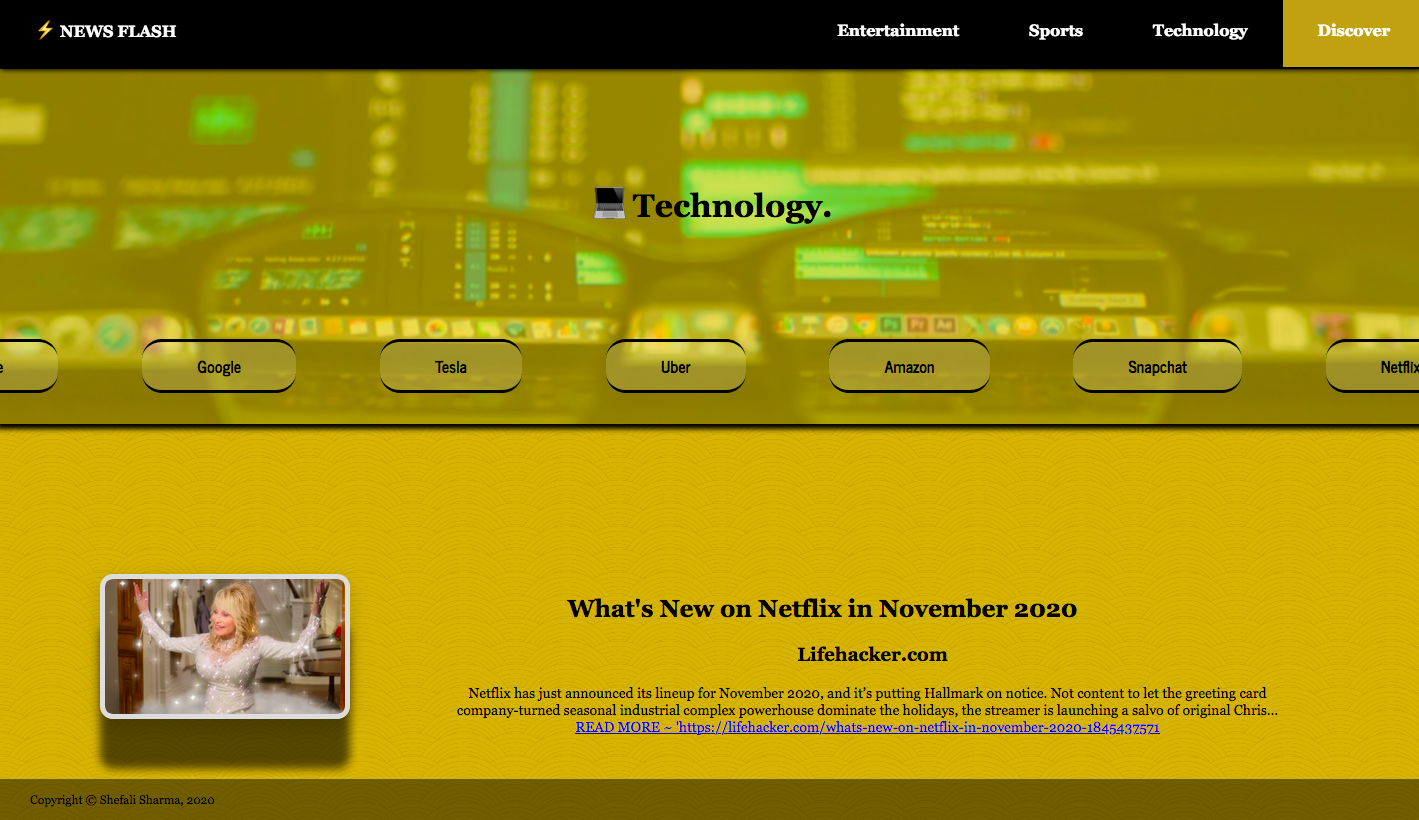 ⚡ NEWS FLASH
Entertainment
Sports
Technology
Discover
💻 Technology.
Google
Tesla
Uber
Amazon
Snapchat
Netflix
What's New on Netflix in November 2020
Lifehacker.com
Netflix has just announced its lineup for November 2020, and it’s putting Hallmark on notice. Not content to let the greeting card
company-turned seasonal industrial complex powerhouse dominate the holidays, the streamer is launching a salvo of original Chris…
READ MORE ~ 'https://lifehacker.com/whats-new-on-netflix-in-november-2020-1845437571
Copyright © Shefali Sharma, 2020